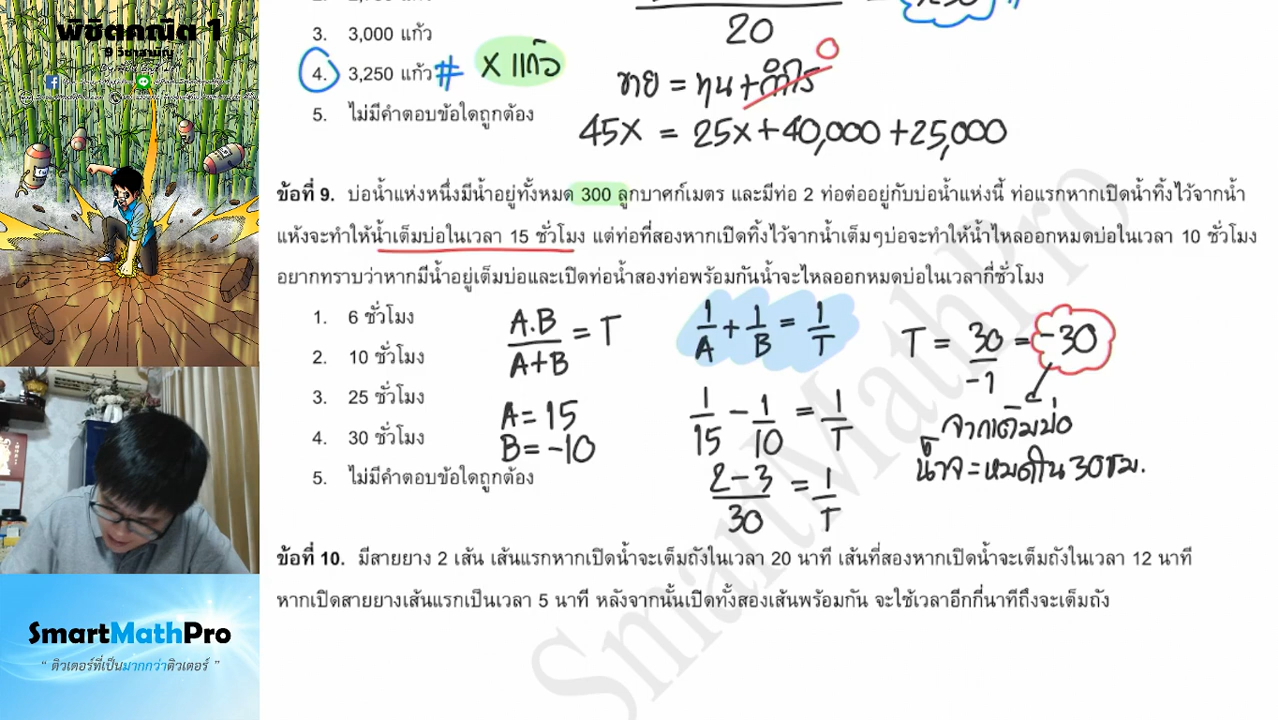 พิชิตคณิต 1
9 วิชาสามัญ
20
3. 3,000 แก้ว
4. 3,250 แก้ว # X แก้ว
ขาย = ทุน + กำไร 0
5. ไม่มีคำตอบข้อใดถูกต้อง
45X = 25X + 40,000 + 25,000
ข้อที่ 9. บ่อน้ำแห่งหนึ่งมีน้ำอยู่ทั้งหมด 300 ลูกบาศก์เมตร และมีท่อ 2 ท่อต่ออยู่กับบ่อน้ำแห่งนี้ ท่อแรกหากเปิดน้ำทิ้งไว้จากน้ำ
แห้งจะทำให้น้ำเต็มบ่อในเวลา 15 ชั่วโมง แต่ท่อที่สองหากเปิดทิ้งไว้จากน้ำเต็มๆบ่อจะทำให้น้ำไหลออกหมดบ่อในเวลา 10 ชั่วโมง
อยากทราบว่าหากมีน้ำอยู่เต็มบ่อและเปิดท่อน้ำสองท่อพร้อมกันน้ำจะไหลออกหมดบ่อในเวลากี่ชั่วโมง
1. 6 ชั่วโมง
2. 10 ชั่วโมง
3. 25 ชั่วโมง
4. 30 ชั่วโมง
5. ไม่มีคำตอบข้อใดถูกต้อง
A.B/A+B = T
A = 15
B = -10
1/A + 1/B = 1/T
1/15 - 1/10 = 1/T
2-3/30 = 1/T
T = 30/-1 = -30
จากเต็มบ่อ
น้ำจะหมดใน 30 ชม.
ข้อที่ 10. มีสายยาง 2 เส้น เส้นแรกหากเปิดน้ำจะเต็มถังในเวลา 20 นาที เส้นที่สองหากเปิดน้ำจะเต็มถังในเวลา 12 นาที
หากเปิดสายยางเส้นแรกเป็นเวลา 5 นาที หลังจากนั้นเปิดทั้งสองเส้นพร้อมกัน จะใช้เวลาอีกกี่นาทีถึงจะเต็มถัง
SmartMathPro
SmartMathPro
“ ติวเตอร์ที่เป็นมากกว่าติวเตอร์ ”